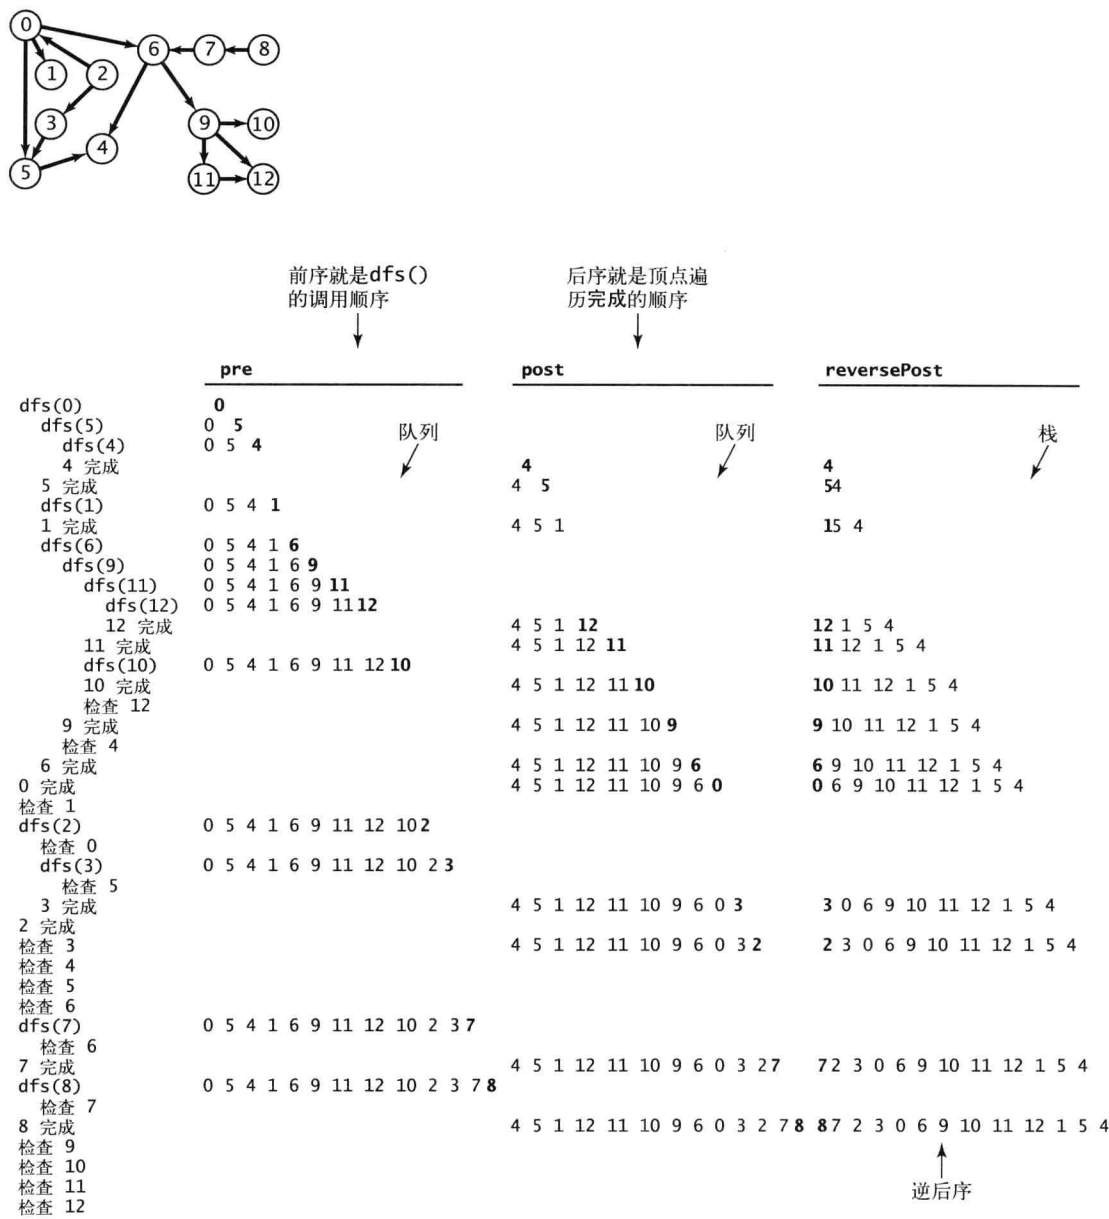 0
6 7 8
1 2
3 9 10
4
5 11 12
前序就是dfs()
的调用顺序
后序就是顶点遍
历完成的顺序
pre post reversePost
dfs(0) 0
dfs(5) 0 5 队列 队列 栈
dfs(4) 0 5 4
4 完成 4 4
5 完成 4 5 54
dfs(1) 0 5 4 1
1 完成 4 5 1 15 4
dfs(6) 0 5 4 1 6
dfs(9) 0 5 4 1 6 9
dfs(11) 0 5 4 1 6 9 11
dfs(12) 0 5 4 1 6 9 11 12
12 完成 4 5 1 12 12 1 5 4
11 完成 4 5 1 12 11 11 12 1 5 4
dfs(10) 0 5 4 1 6 9 11 12 10
10 完成 4 5 1 12 11 10 10 11 12 1 5 4
检查 12
9 完成 4 5 1 12 11 10 9 9 10 11 12 1 5 4
检查 4
6 完成 4 5 1 12 11 10 9 6 6 9 10 11 12 1 5 4
0 完成 4 5 1 12 11 10 9 6 0 0 6 9 10 11 12 1 5 4
检查 1
dfs(2) 0 5 4 1 6 9 11 12 10 2
检查 0
dfs(3) 0 5 4 1 6 9 11 12 10 2 3
检查 5
3 完成 4 5 1 12 11 10 9 6 0 3 3 0 6 9 10 11 12 1 5 4
2 完成
检查 3 4 5 1 12 11 10 9 6 0 3 2 2 3 0 6 9 10 11 12 1 5 4
检查 4
检查 5
检查 6
dfs(7) 0 5 4 1 6 9 11 12 10 2 3 7
检查 6
7 完成 4 5 1 12 11 10 9 6 0 3 2 7 7 2 3 0 6 9 10 11 12 1 5 4
dfs(8) 0 5 4 1 6 9 11 12 10 2 3 7 8
检查 7
8 完成 4 5 1 12 11 10 9 6 0 3 2 7 8 87 2 3 0 6 9 10 11 12 1 5 4
检查 9
检查 10
检查 11
检查 12
逆后序